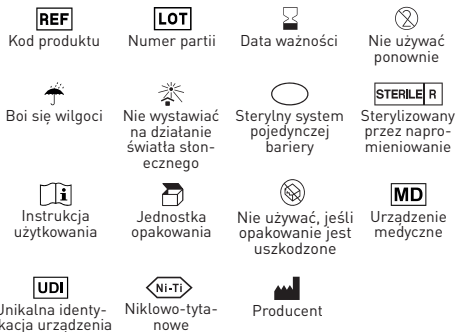 REF
LOT
Kod produktu
Numer partii
Data ważności
Nie używać
ponownie
2
STERILE R
Boi się wilgoci
Nie wystawiać
na działanie
światła słon-
ecznego
Sterylny system
pojedynczej
bariery
Sterylizowany
przez napro-
mieniowanie
i
MD
Instrukcja
użytkowania
Jednostka
opakowania
Nie używać, jeśli
opakowanie jest
uszkodzone
Urządzenie
medyczne
UDI
Ni-Ti
Unikalna identy-
kacja urządzenia
Niklowo-tyta-
nowe
Producent